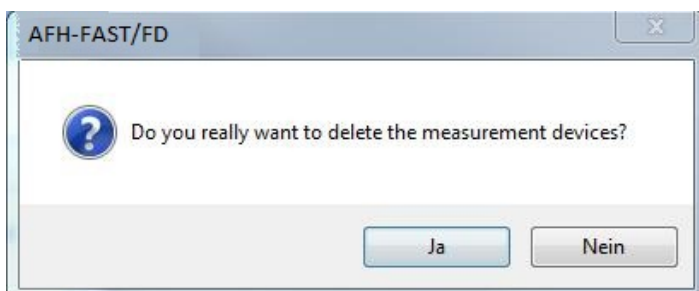 AFH-FAST/FD
Do you really want to delete the measurement devices?
Ja
Nein